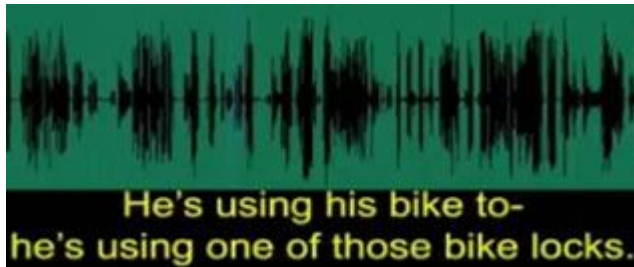 He's using his bike to-
he's using one of those bike locks.